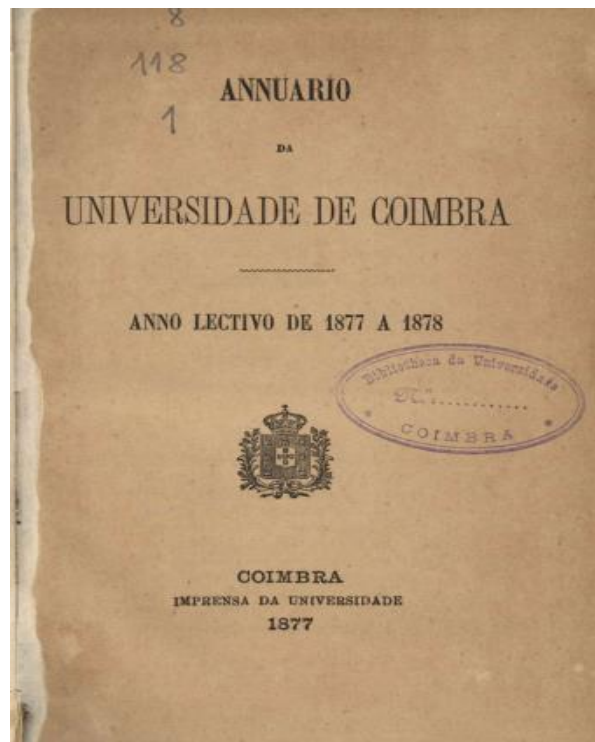 8
118
1
ANNUARIO
DA
UNIVERSIDADE DE COIMBRA
ANNO LECTIVO DE 1877 A 1878
Bibliotheca da Universidade
COIMBRA
COIMBRA
IMPRENSA DA UNIVERSIDADE
1877